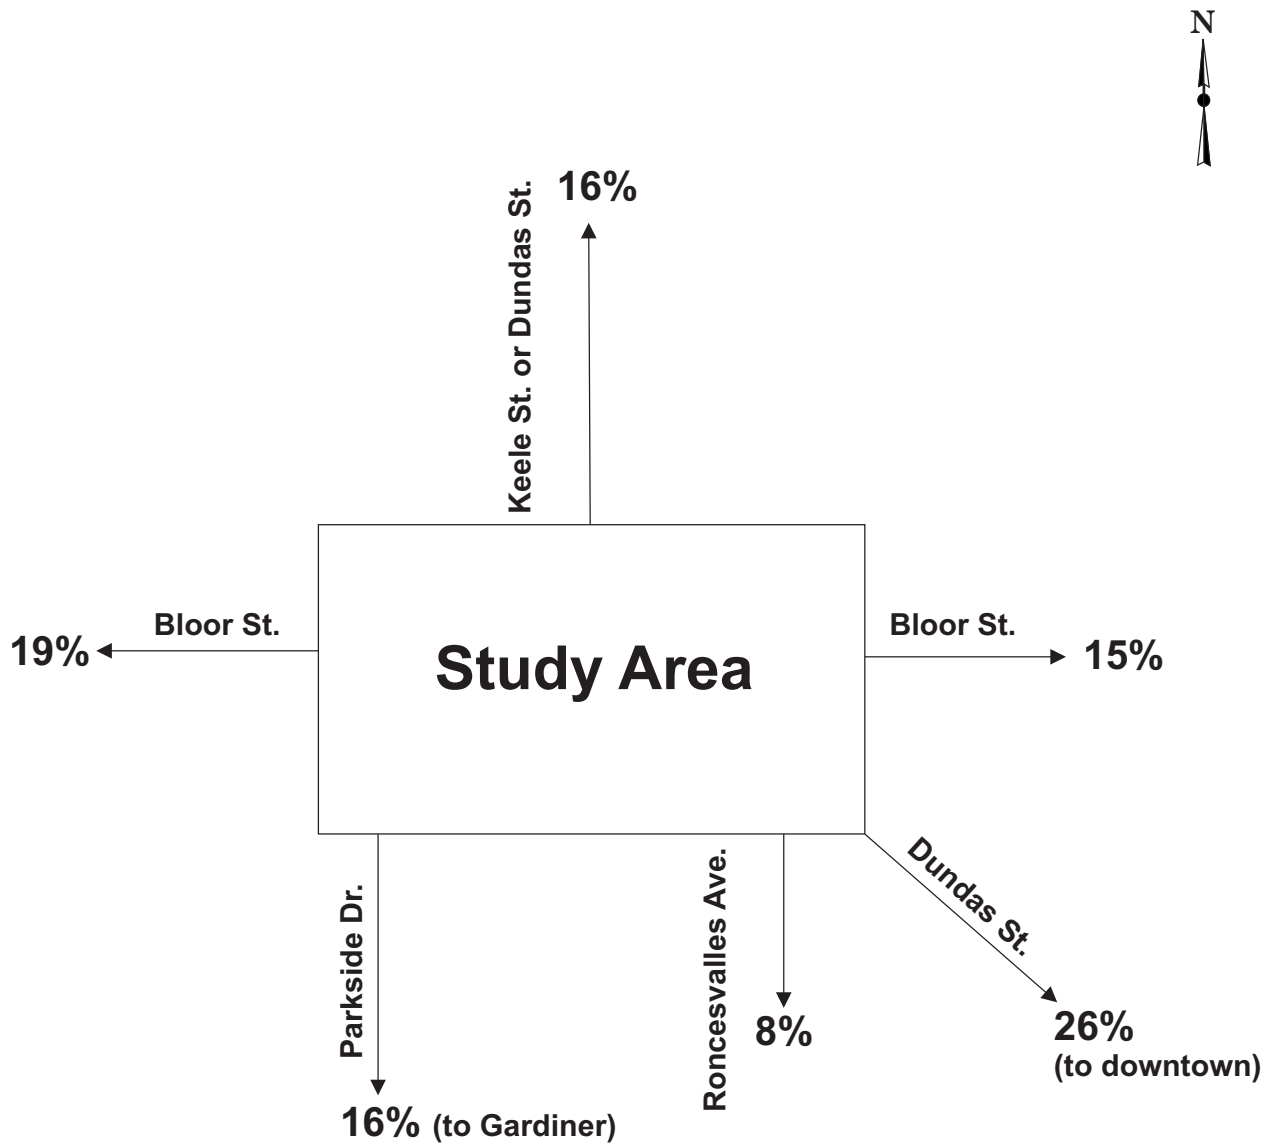 N
16%
Keele St. or Dundas St.
Bloor St.
19%
Study Area
Bloor St.
15%
Parkside Dr.
16% (to Gardiner)
Roncesvalles Ave.
8%
Dundas St.
26%
(to downtown)